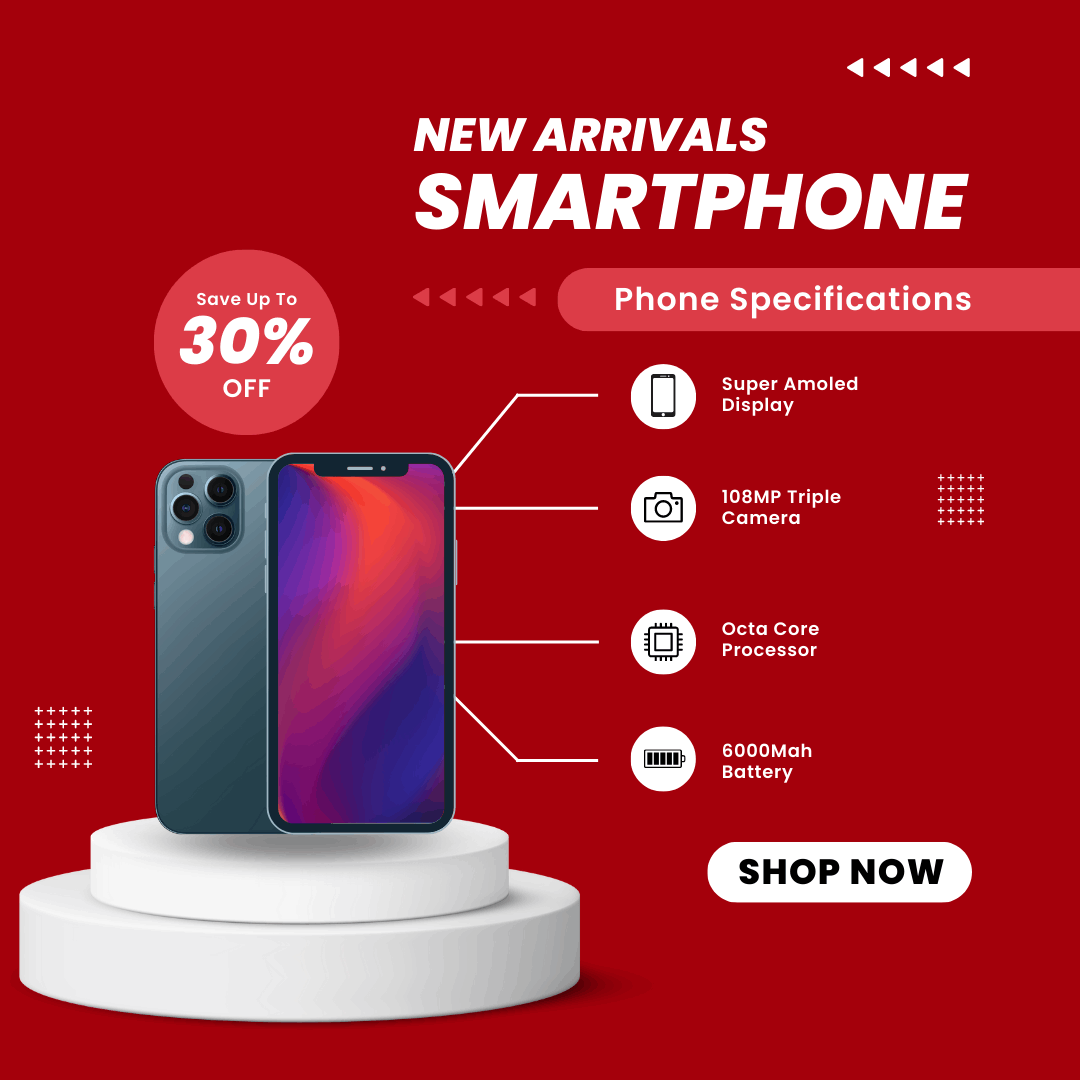 NEW ARRIVALS
SMARTPHONE
Save Up To
30%
OFF
Phone Specifications
Super Amoled
Display
108MP Triple
Camera
Octa Core
Processor
6000Mah
Battery
SHOP NOW